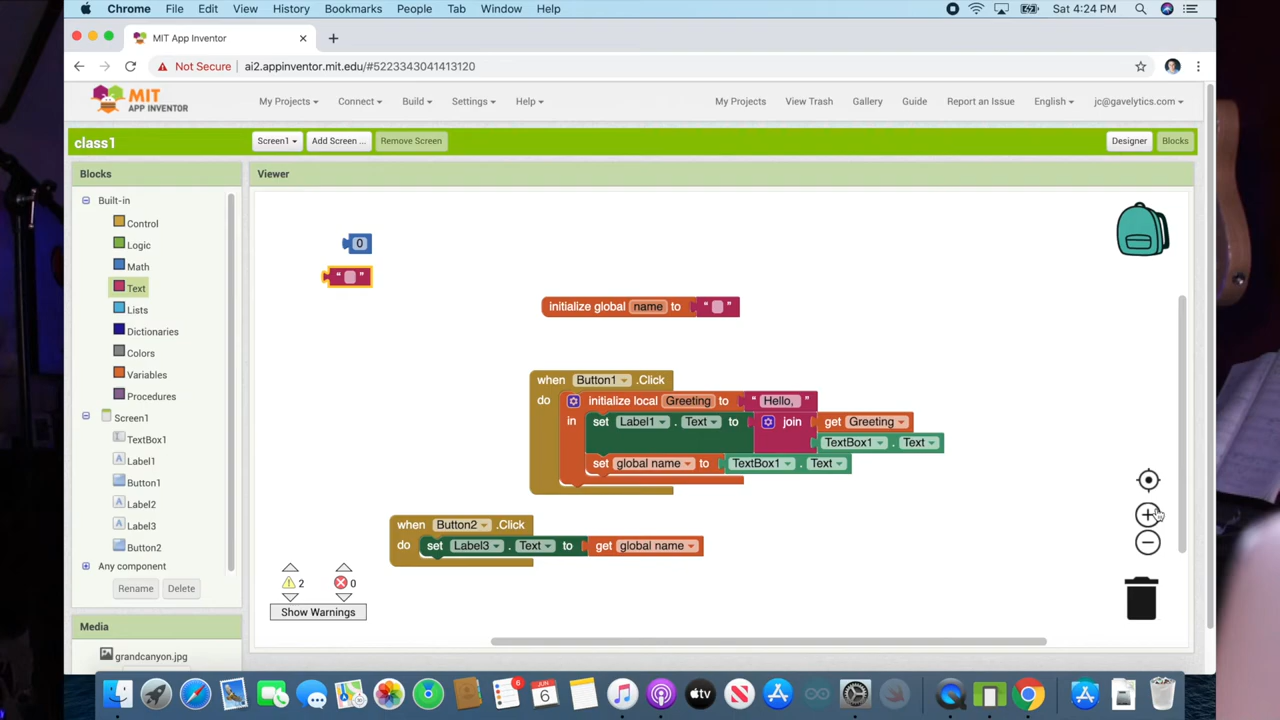 Chrome File Edit View History Bookmarks People Tab Window Help Sat 4:24 PM
MIT App Inventor
Not Secure ai2.appinventor.mit.edu/#5223343041413120
MIT APP INVENTOR My Projects Connect Build Settings Help My Projects View Trash Gallery Guide Report an Issue English jc@gavelytics.com
class1 Screen1 Add Screen ... Remove Screen Designer Blocks
Blocks
Built-in
Control
Logic
Math
Text
Lists
Dictionaries
Colors
Variables
Procedures
Screen1
TextBox1
Label1
Button1
Label2
Label3
Button2
Any component
Rename Delete
Media
grandcanyon.jpg
Viewer
0
“ ”
initialize global name to “ ”
when Button1 .Click
do initialize local Greeting to “ Hello, ”
in set Label1 . Text to join get Greeting
TextBox1 . Text
set global name to TextBox1 . Text
when Button2 .Click
do set Label3 . Text to get global name
2 0
Show Warnings
6
JUN
6
tv